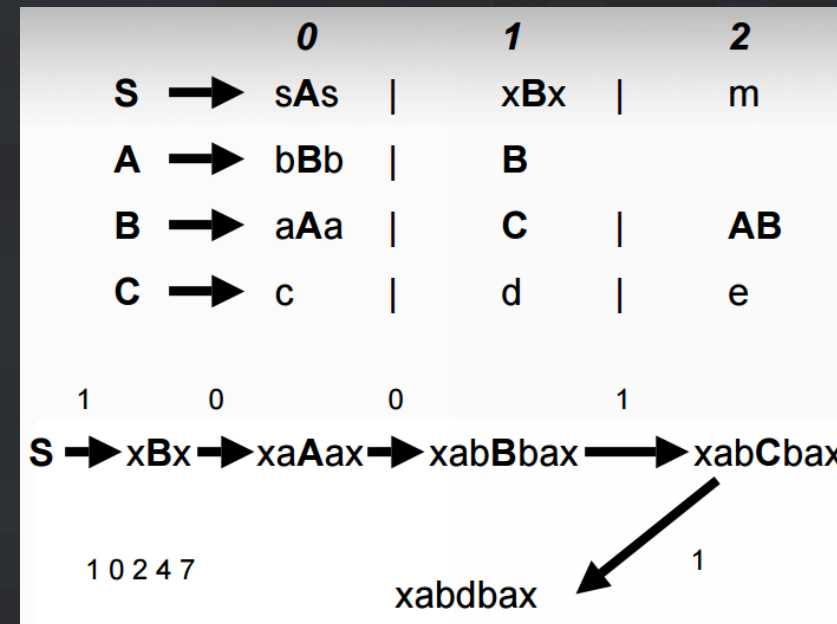 0 1 2
S → sAs | xBx | m
A → bBb | B
B → aAa | C | AB
C → c | d | e
1 0 0 1
S → xBx → xaAax → xabBbax → xabCbax
1 0 2 4 7 1
xabdbax